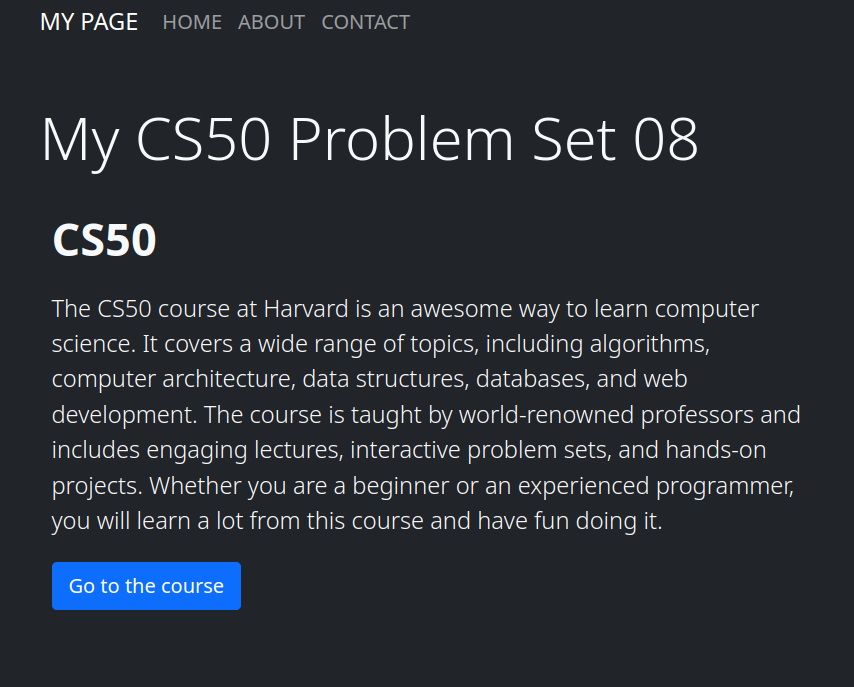 MY PAGE HOME ABOUT CONTACT
My CS50 Problem Set 08
CS50
The CS50 course at Harvard is an awesome way to learn computer
science. It covers a wide range of topics, including algorithms,
computer architecture, data structures, databases, and web
development. The course is taught by world-renowned professors and
includes engaging lectures, interactive problem sets, and hands-on
projects. Whether you are a beginner or an experienced programmer,
you will learn a lot from this course and have fun doing it.
Go to the course